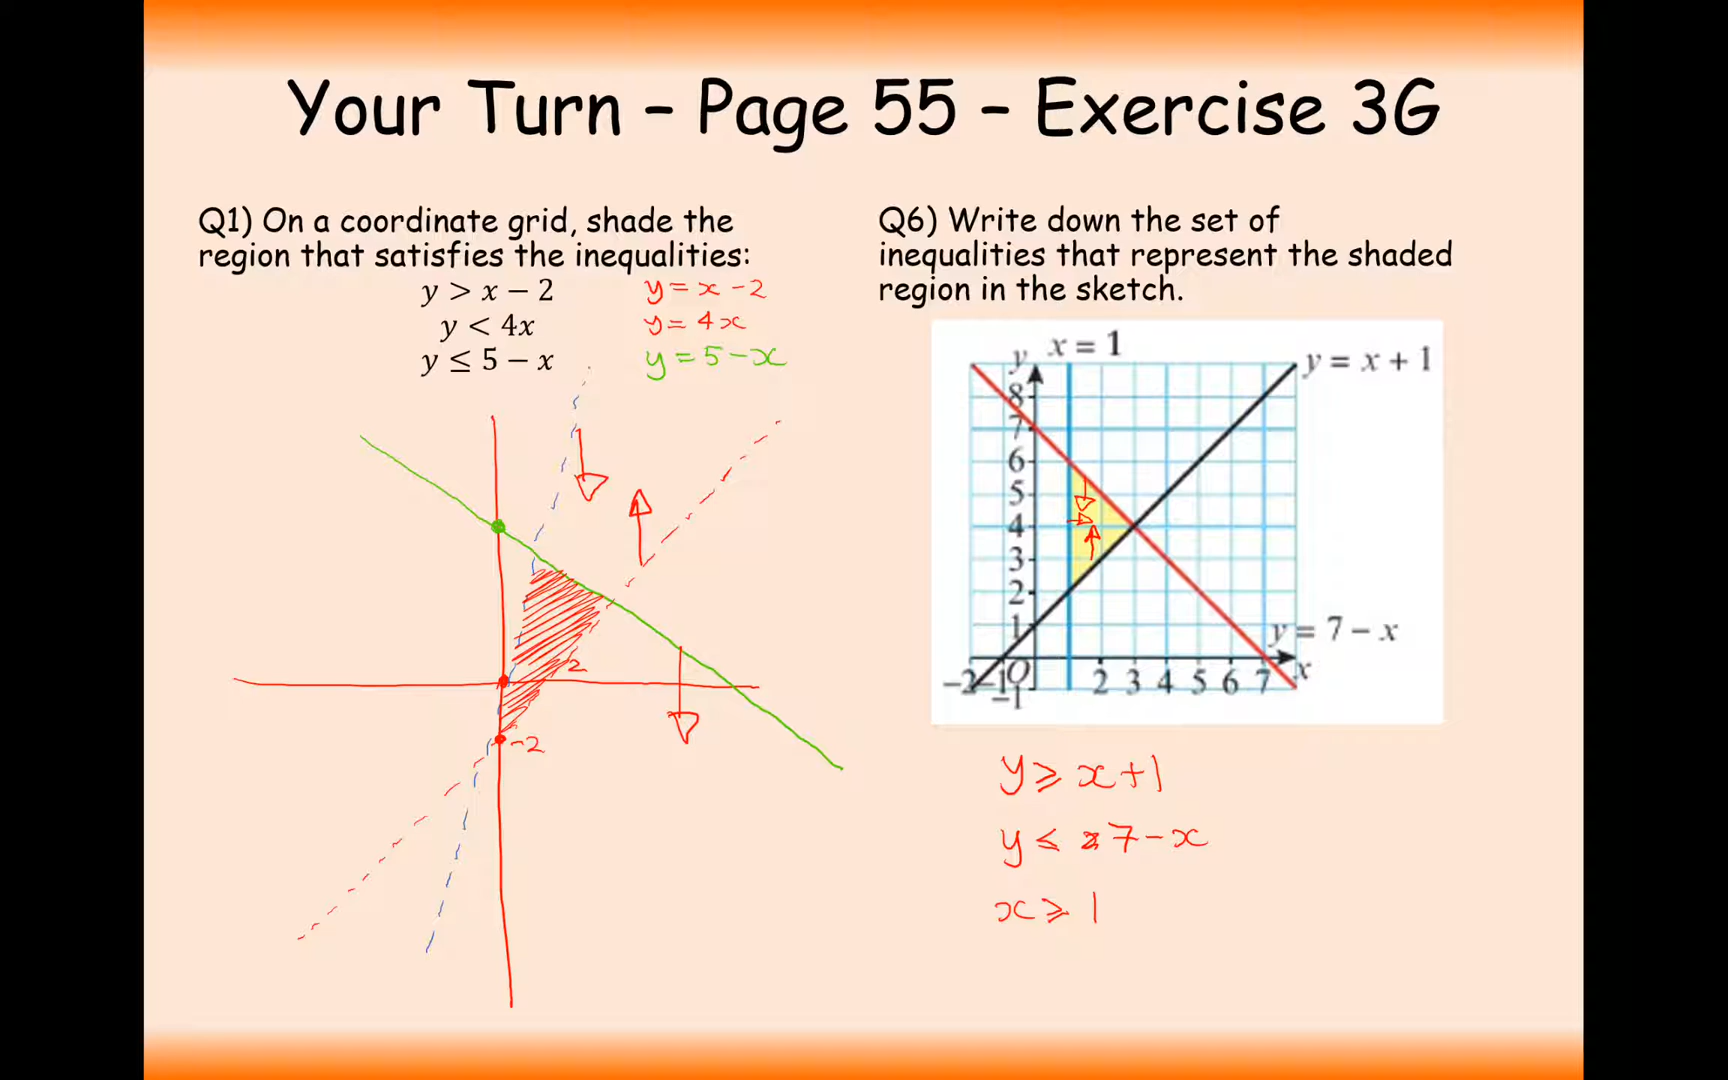 Your Turn – Page 55 – Exercise 3G
Q1) On a coordinate grid, shade the
region that satisfies the inequalities:
y > x − 2 y = x − 2
y < 4x y = 4x
y ≤ 5 − x y = 5 − x
2
−2
Q6) Write down the set of
inequalities that represent the shaded
region in the sketch.
y x = 1
y = x + 1
8
7
6
5
4
3
2
1
y = 7 − x
−2 −1 O 2 3 4 5 6 7 x
−1
y ⩾ x + 1
y ≤ 7 − x
x ⩾ 1